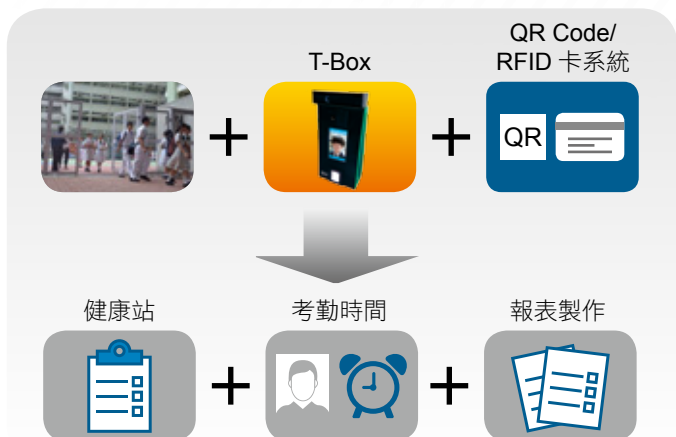 QR Code/
T-Box
RFID 卡系統
QR
健康站
考勤時間
報表製作